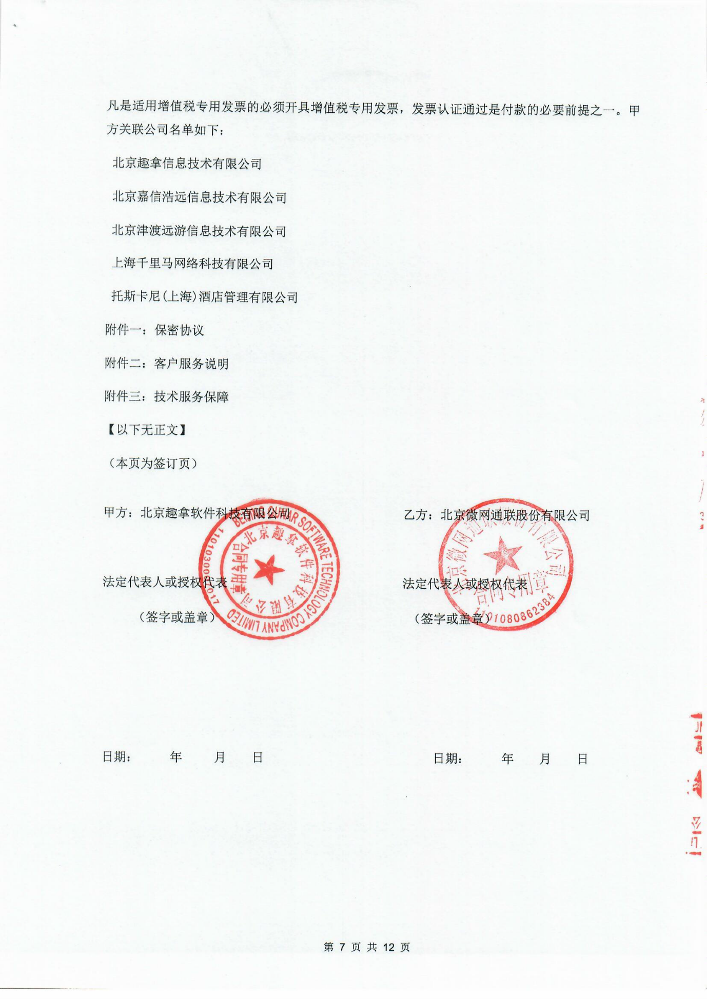 凡是适用增值税专用发票的必须开具增值税专用发票，发票认证通过是付款的必要前提之一。甲
方关联公司名单如下：
北京趣拿信息技术有限公司
北京嘉信浩远信息技术有限公司
北京津渡远游信息技术有限公司
上海千里马网络科技有限公司
托斯卡尼(上海)酒店管理有限公司
附件一：保密协议
附件二：客户服务说明
附件三：技术服务保障
【以下无正文】
（本页为签订页）
甲方：北京趣拿软件科技有限公司
乙方：北京微网通联股份有限公司
BEIJING QUNAR SOFTWARE TECHNOLOGY COMPANY LIMITED
北京趣拿软件科技有限公司
合同专用章
北京微网通联股份有限公司
合同专用章
1101080862384
法定代表人或授权代表
法定代表人或授权代表
（签字或盖章）
（签字或盖章）
日期： 年 月 日
日期： 年 月 日
第 7 页 共 12 页